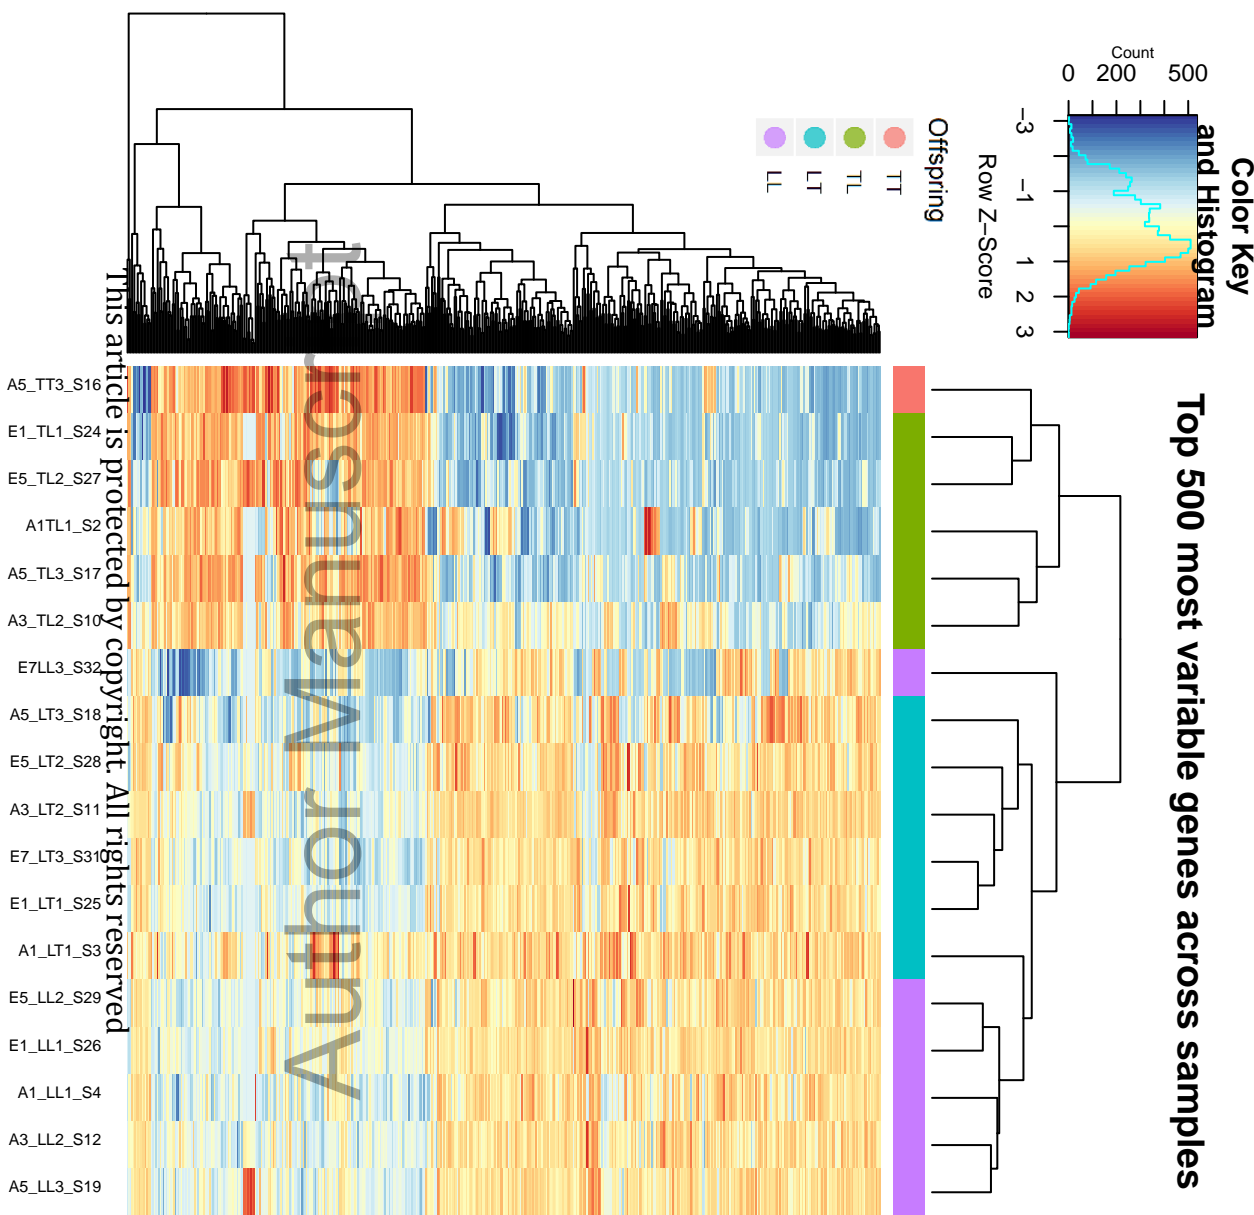 Color Key
and Histogram
Count
0 200 500
-3 -1 1 2 3
Row Z-Score
Top 500 most variable genes across samples
Offspring
TT
TL
LT
LL
A5_TT3_S16
E1_TL1_S24
E5_TL2_S27
A1TL1_S2
A5_TL3_S17
A3_TL2_S10
E7LL3_S32
A5_LT3_S18
E5_LT2_S28
A3_LT2_S11
E7_LT3_S31
E1_LT1_S25
A1_LT1_S3
E5_LL2_S29
E1_LL1_S26
A1_LL1_S4
A3_LL2_S12
A5_LL3_S19
Author Manuscript
This article is protected by copyright. All rights reserved